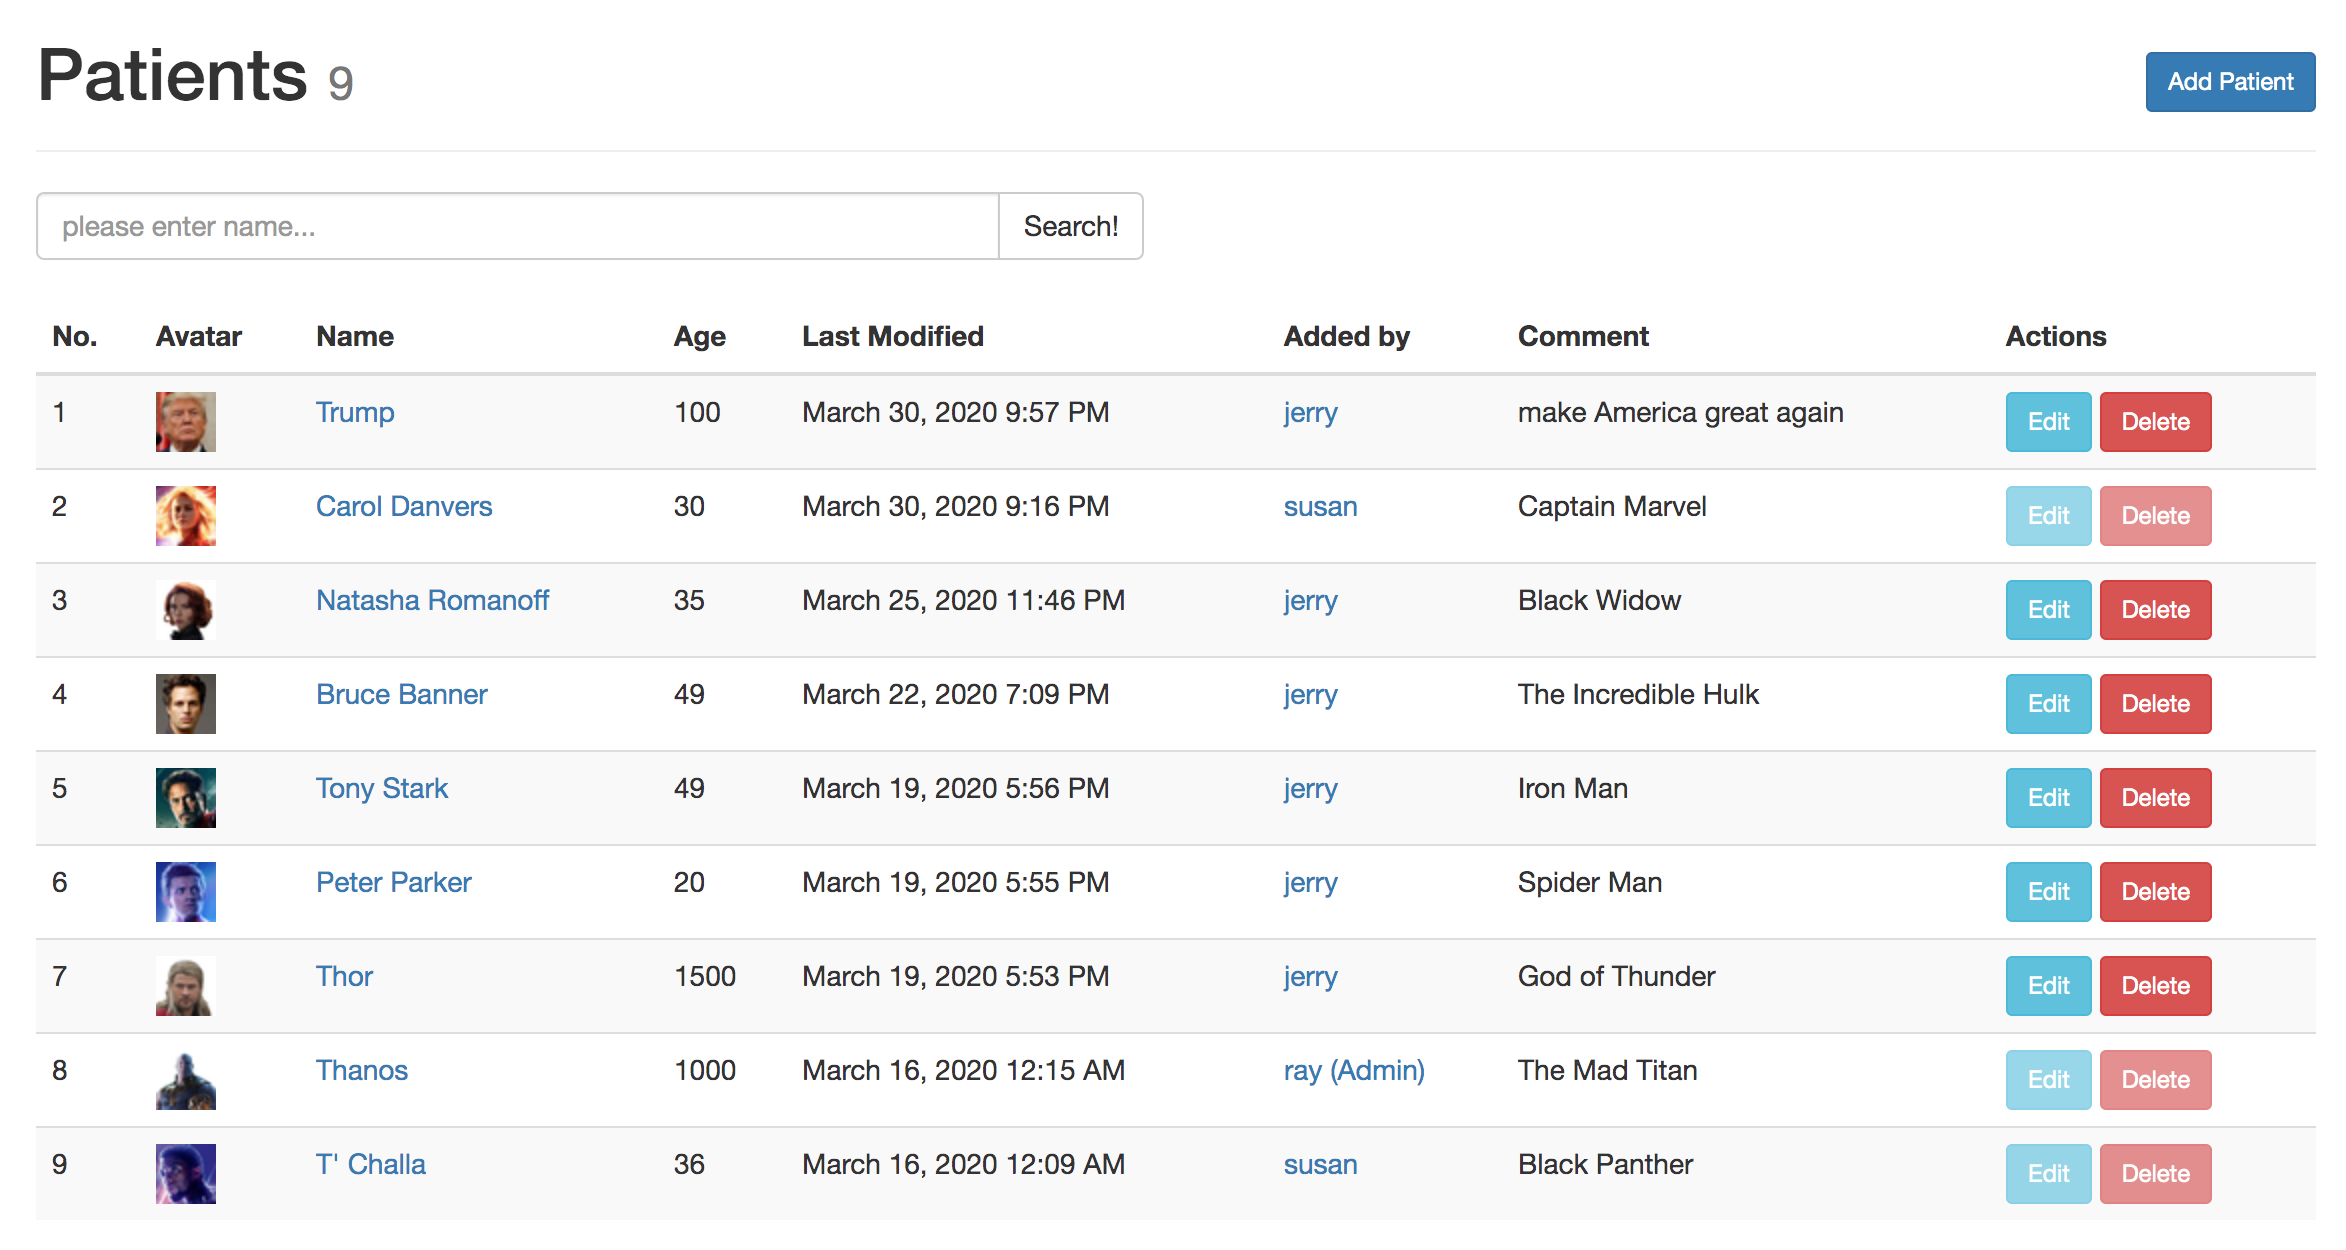 Patients 9
Add Patient
please enter name... Search!
No. Avatar Name Age Last Modified Added by Comment Actions
1 Trump 100 March 30, 2020 9:57 PM jerry make America great again Edit Delete
2 Carol Danvers 30 March 30, 2020 9:16 PM susan Captain Marvel Edit Delete
3 Natasha Romanoff 35 March 25, 2020 11:46 PM jerry Black Widow Edit Delete
4 Bruce Banner 49 March 22, 2020 7:09 PM jerry The Incredible Hulk Edit Delete
5 Tony Stark 49 March 19, 2020 5:56 PM jerry Iron Man Edit Delete
6 Peter Parker 20 March 19, 2020 5:55 PM jerry Spider Man Edit Delete
7 Thor 1500 March 19, 2020 5:53 PM jerry God of Thunder Edit Delete
8 Thanos 1000 March 16, 2020 12:15 AM ray (Admin) The Mad Titan Edit Delete
9 T' Challa 36 March 16, 2020 12:09 AM susan Black Panther Edit Delete